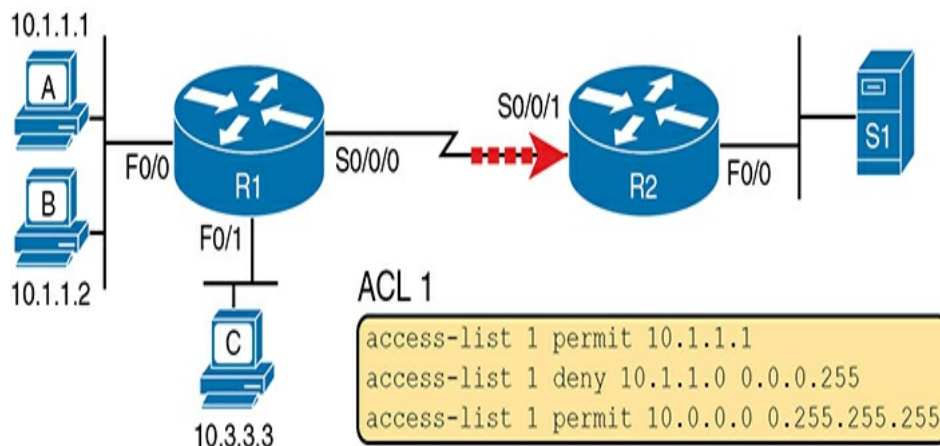 10.1.1.1
A
B
10.1.1.2
F0/0
R1
S0/0/0
F0/1
C
10.3.3.3
S0/0/1
R2
F0/0
S1
ACL 1
access-list 1 permit 10.1.1.1
access-list 1 deny 10.1.1.0 0.0.0.255
access-list 1 permit 10.0.0.0 0.255.255.255